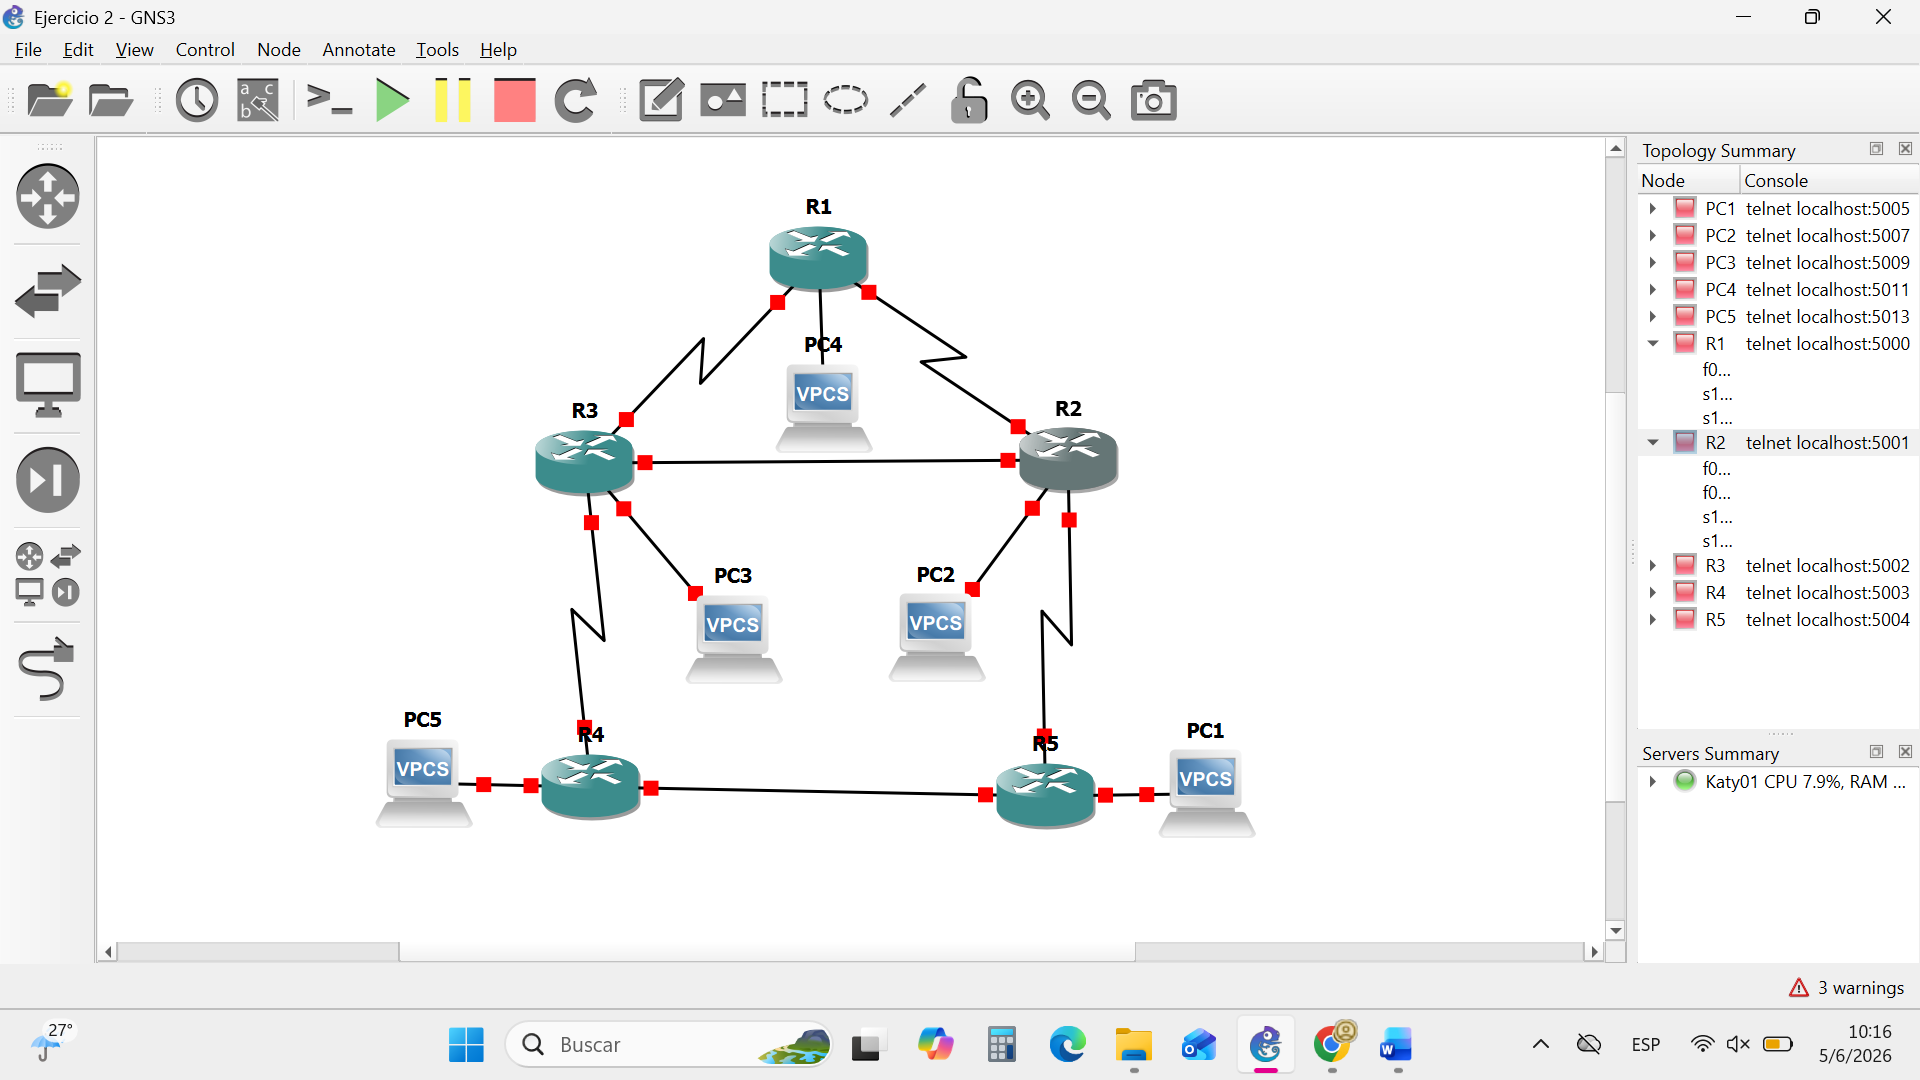 Ejercicio 2 - GNS3
File Edit View Control Node Annotate Tools Help
a c
b
Topology Summary
Node Console
PC1 telnet localhost:5005
PC2 telnet localhost:5007
PC3 telnet localhost:5009
PC4 telnet localhost:5011
PC5 telnet localhost:5013
R1 telnet localhost:5000
f0...
s1...
s1...
R2 telnet localhost:5001
f0...
f0...
s1...
s1...
R3 telnet localhost:5002
R4 telnet localhost:5003
R5 telnet localhost:5004
R1
PC4
VPCS
R3
R2
PC3
VPCS
PC2
VPCS
PC5
VPCS
R4
R5
PC1
VPCS
Servers Summary
Katy01 CPU 7.9%, RAM ...
3 warnings
27°
Buscar
W
ESP
10:16
5/6/2026